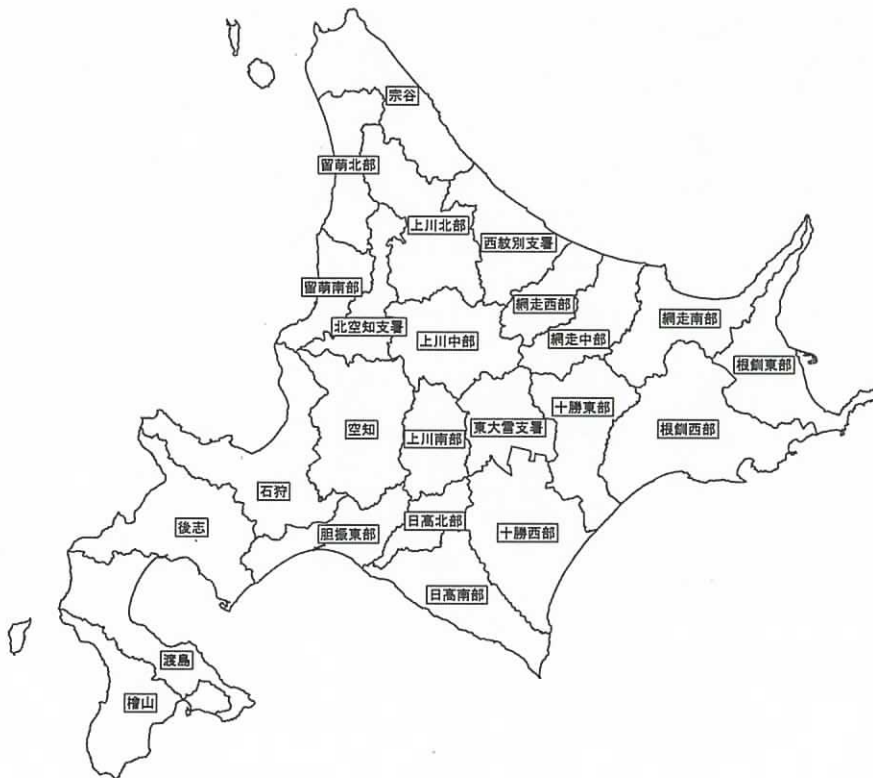 宗谷
留萌北部
上川北部
西紋別支署
留萌南部
網走西部
北空知支署
網走南部
上川中部
網走中部
根釧東部
十勝東部
空知
上川南部
東大雪支署
根釧西部
石狩
日高北部
後志
胆振東部
十勝西部
日高南部
渡島
檜山